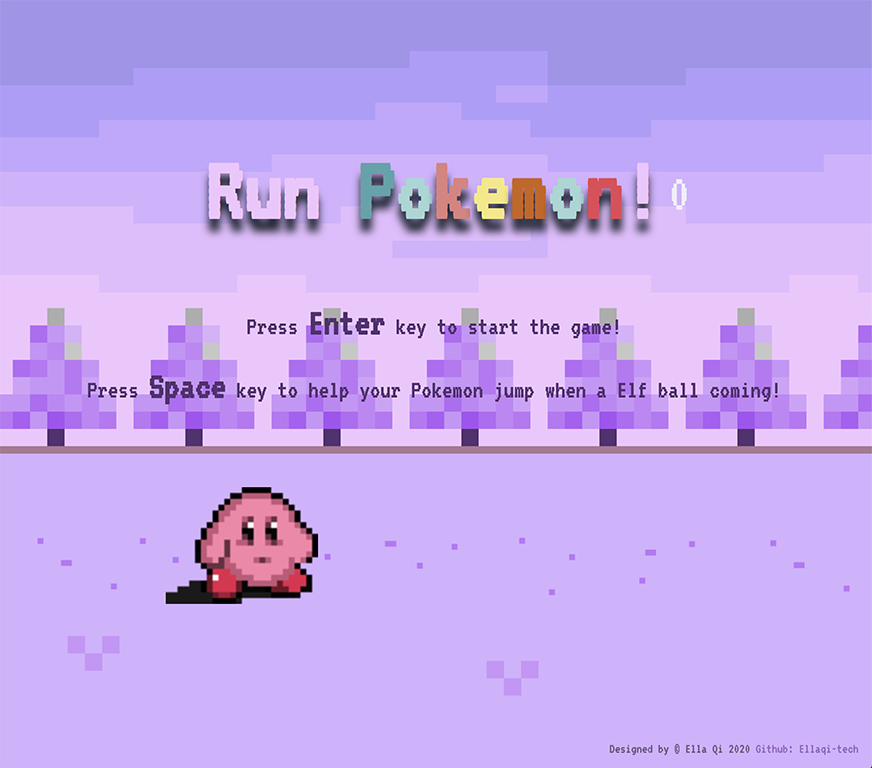 Run Pokemon! 0
Press Enter key to start the game!
Press Space key to help your Pokemon jump when a Elf ball coming!
Designed by © Ella Qi 2020 Github: Ellaqi-tech